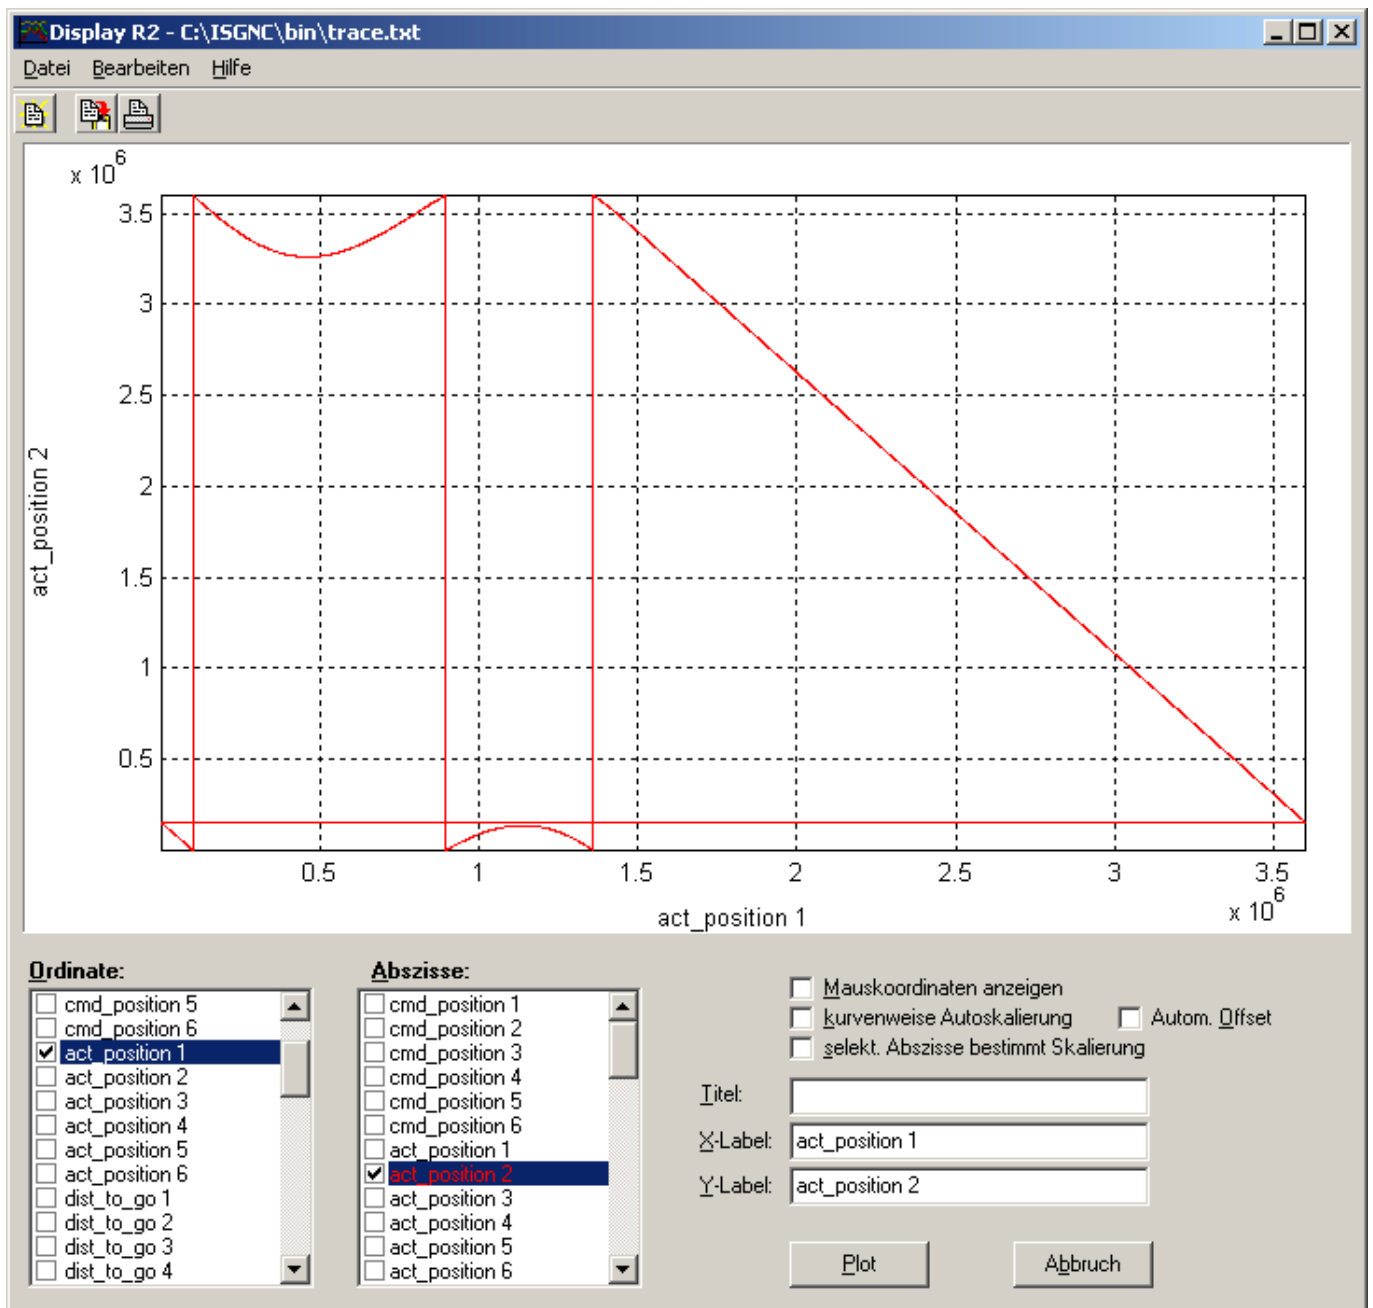 Display R2 - C:\ISGNC\bin\trace.txt
Datei Bearbeiten Hilfe
x 10^6
3.5
3
2.5
2
1.5
1
0.5
act_position 2
0.5 1 1.5 2 2.5 3 3.5
x 10^6
act_position 1
Ordinate:
cmd_position 5
cmd_position 6
act_position 1
act_position 2
act_position 3
act_position 4
act_position 5
act_position 6
dist_to_go 1
dist_to_go 2
dist_to_go 3
dist_to_go 4
Abszisse:
cmd_position 1
cmd_position 2
cmd_position 3
cmd_position 4
cmd_position 5
cmd_position 6
act_position 1
act_position 2
act_position 3
act_position 4
act_position 5
act_position 6
Mauskoordinaten anzeigen
kurvenweise Autoskalierung Autom. Offset
selekt. Abszisse bestimmt Skalierung
Titel:
X-Label: act_position 1
Y-Label: act_position 2
Plot Abbruch